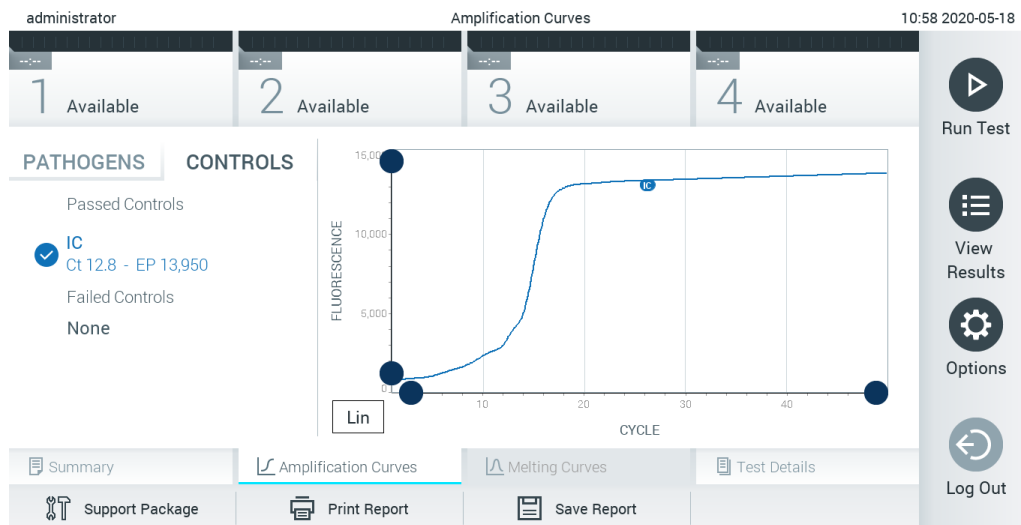 administrator
Amplification Curves
10:58 2020-05-18
--:--
1 Available
--:--
2 Available
--:--
3 Available
--:--
4 Available
Run Test
View
Results
Options
Log Out
PATHOGENS
CONTROLS
Passed Controls
IC
Ct 12.8 - EP 13,950
Failed Controls
None
FLUORESCENCE
10,000
5,000
0
IC
10
20
30
40
CYCLE
Lin
Summary
Amplification Curves
Melting Curves
Test Details
Support Package
Print Report
Save Report